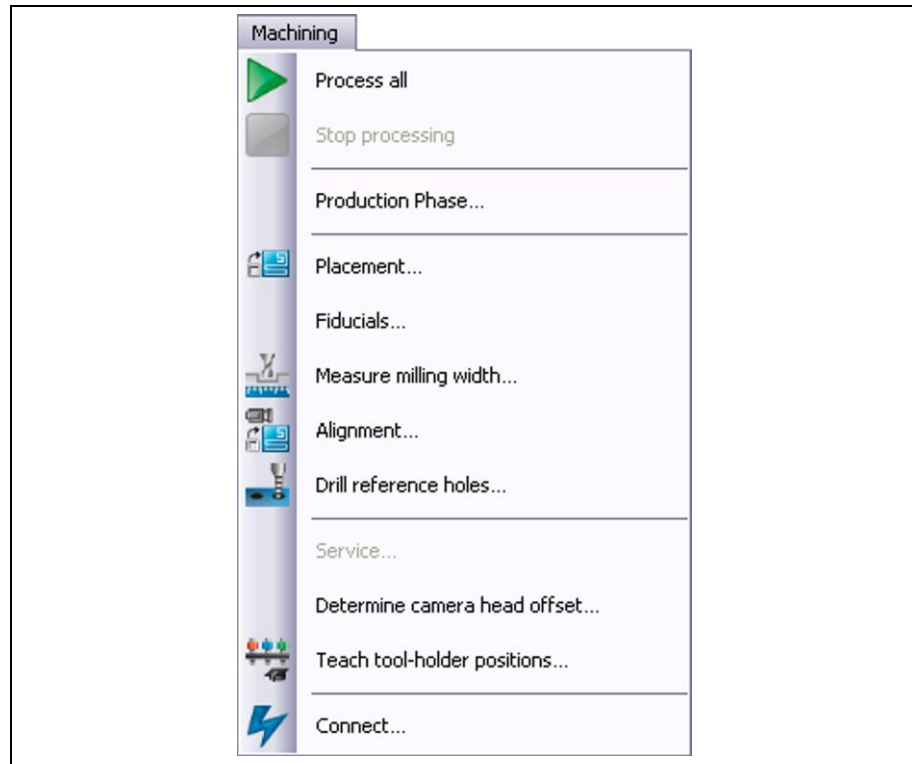 Machining
Process all
Stop processing
Production Phase...
Placement...
Fiducials...
Measure milling width...
Alignment...
Drill reference holes...
Service...
Determine camera head offset...
Teach tool-holder positions...
Connect...